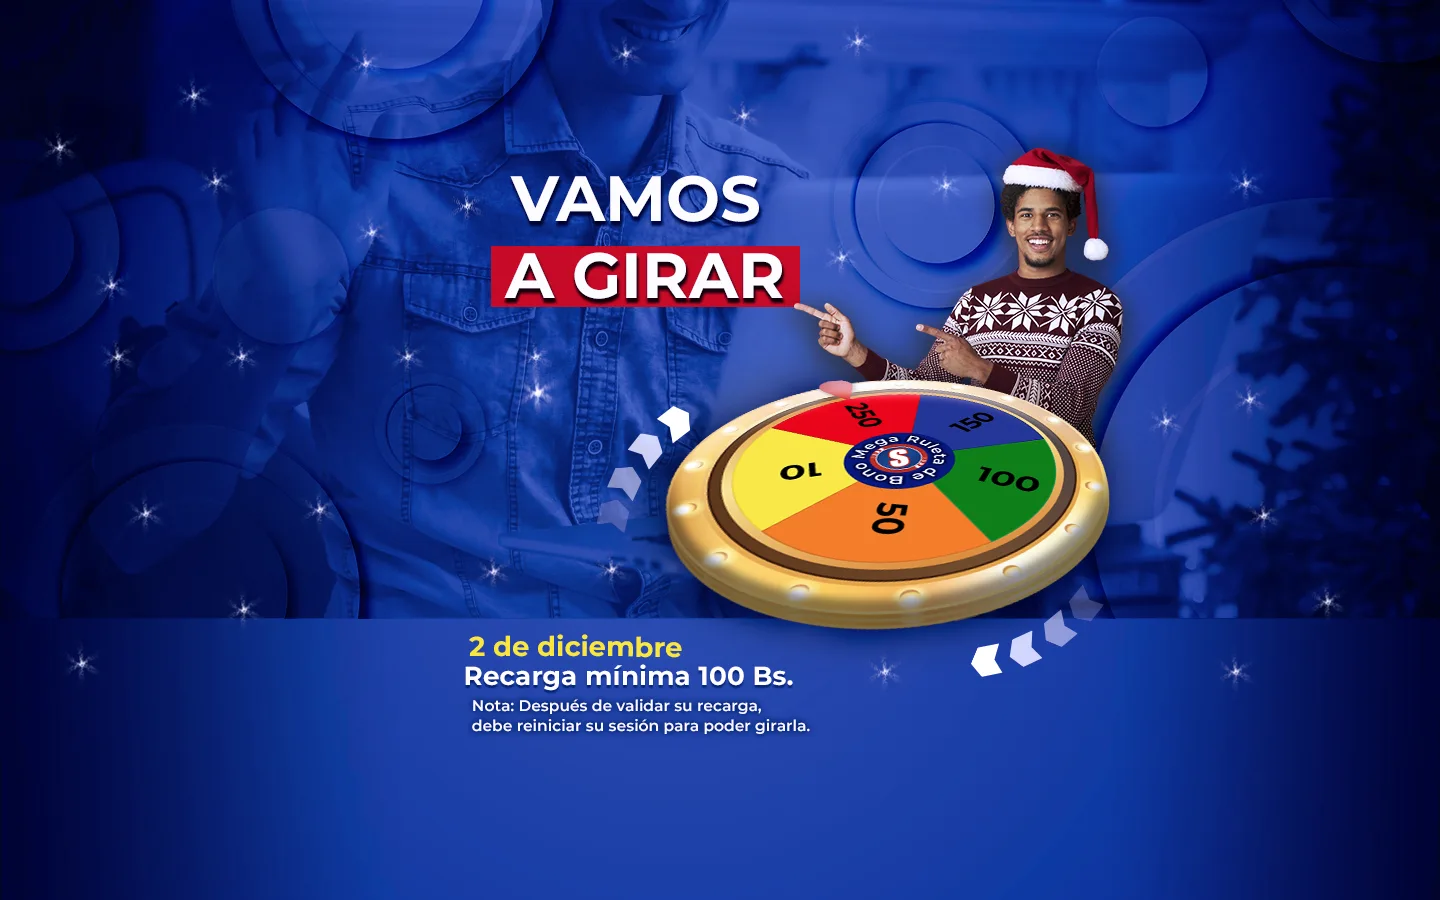 VAMOS
A GIRAR
250
150
10
100
50
Mega Ruleta
de Bono
S
2 de diciembre
Recarga mínima 100 Bs.
Nota: Después de validar su recarga,
debe reiniciar su sesión para poder girarla.